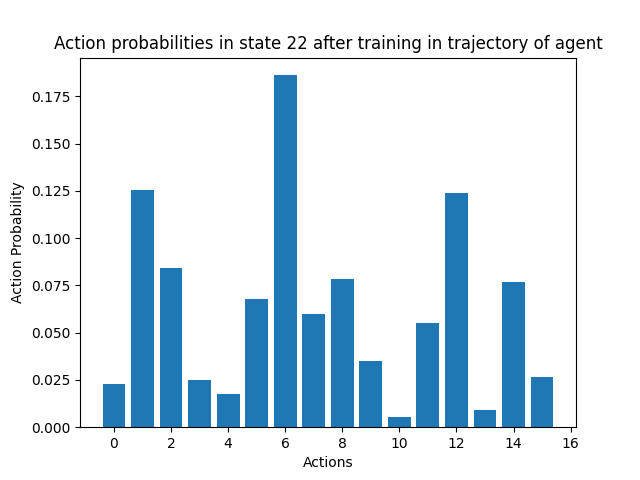 Action probabilities in state 22 after training in trajectory of agent
0.175
0.150
0.125
0.100
0.075
0.050
0.025
0.000
Action Probability
0 2 4 6 8 10 12 14 16
Actions